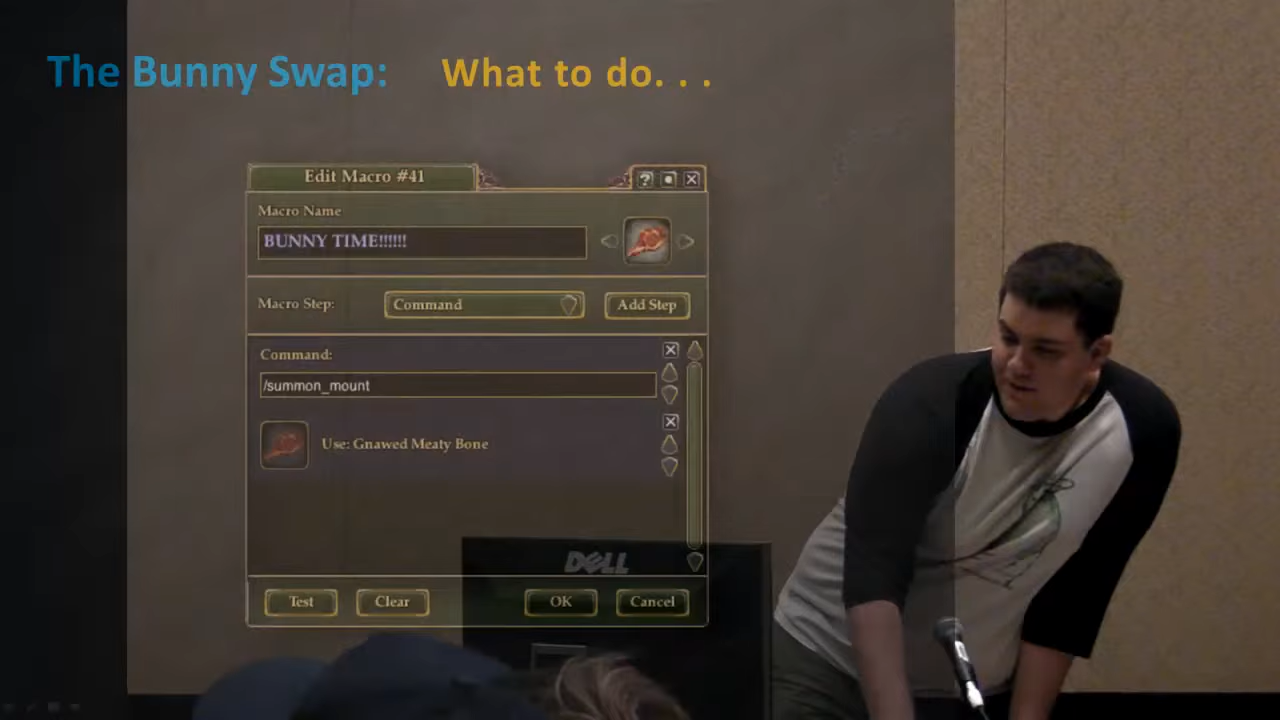 The Bunny Swap: What to do. . .
Edit Macro #41
?
Macro Name
BUNNY TIME!!!!!!
Macro Step: Command Add Step
Command:
/summon_mount
Use: Gnawed Meaty Bone
DELL
Test Clear OK Cancel